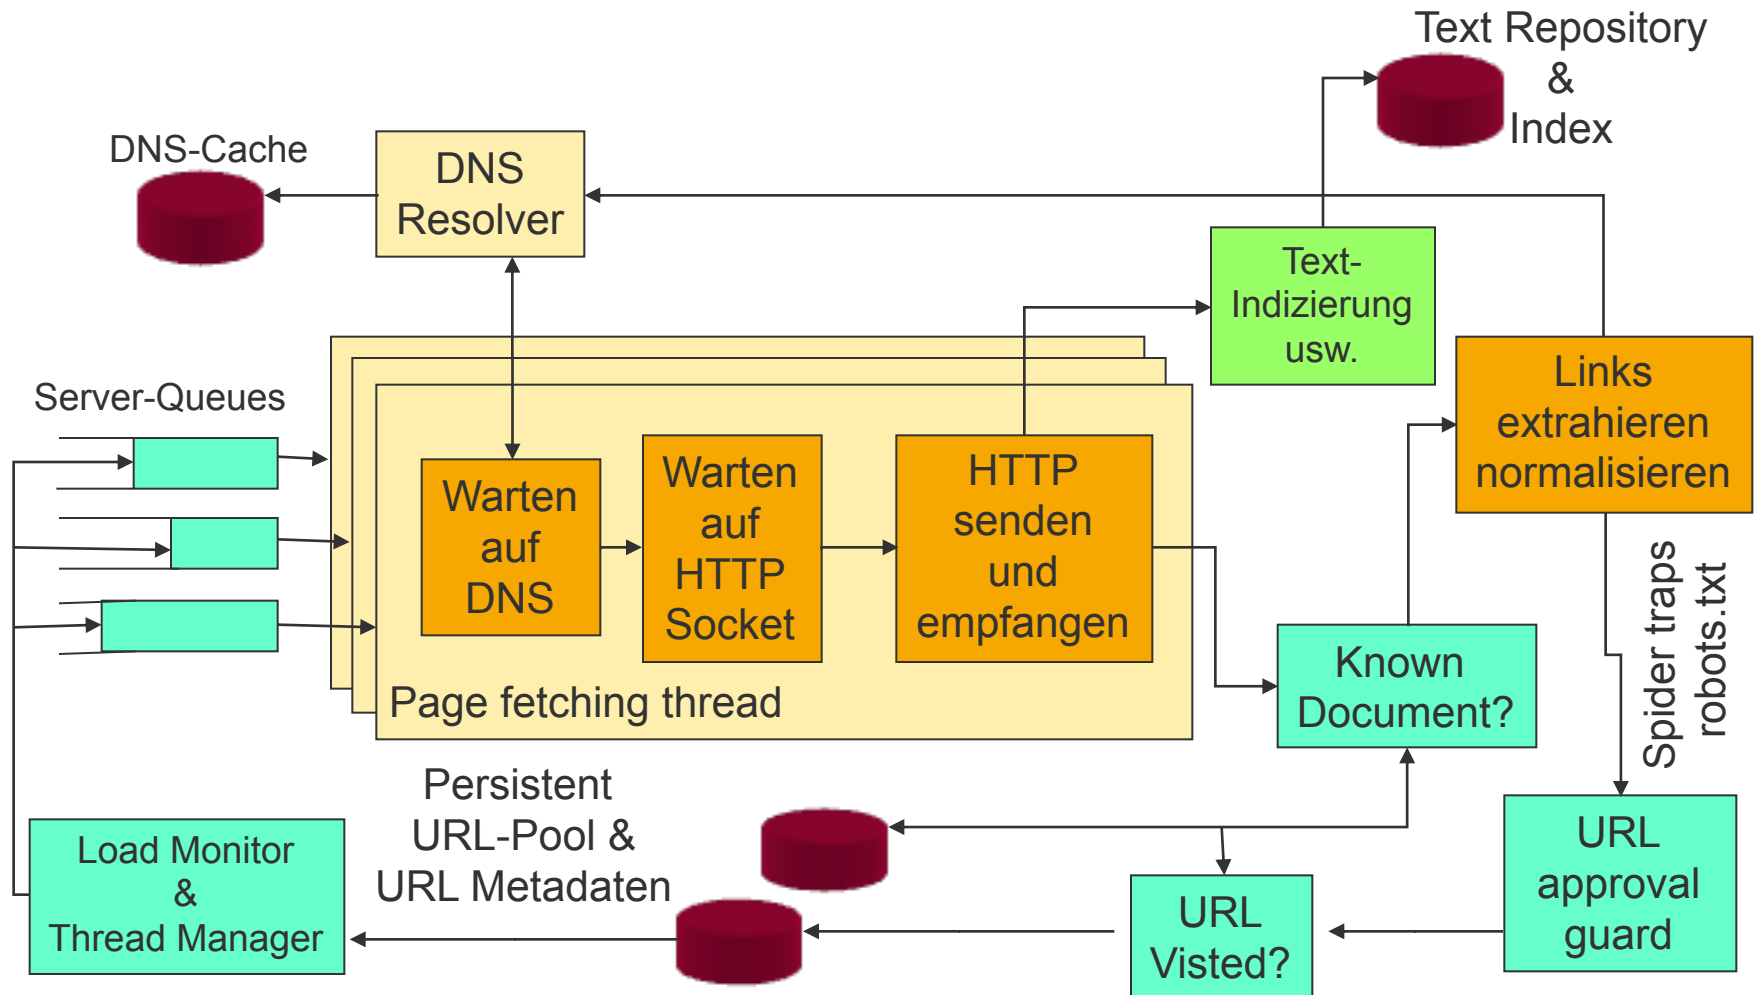 Text Repository
&
Index
DNS-Cache
DNS
Resolver
Text-
Indizierung
usw.
Links
extrahieren
normalisieren
Server-Queues
Warten
auf
DNS
Warten
auf
HTTP
Socket
HTTP
senden
und
empfangen
Page fetching thread
Spider traps
robots.txt
Known
Document?
Persistent
URL-Pool &
URL Metadaten
Load Monitor
&
Thread Manager
URL
Visted?
URL
approval
guard